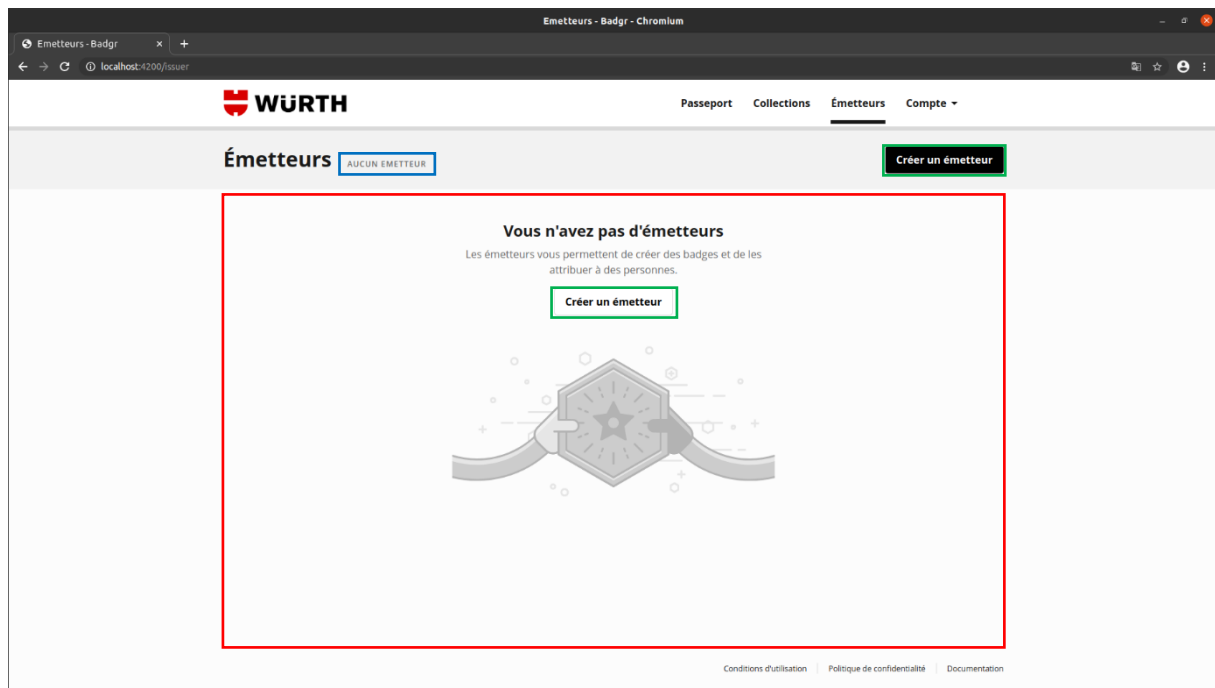 Emetteurs - Badgr - Chromium
Emetteurs - Badgr × +
localhost:4200/issuer
WÜRTH
Passeport Collections Émetteurs Compte
Émetteurs AUCUN EMETTEUR Créer un émetteur
Vous n'avez pas d'émetteurs
Les émetteurs vous permettent de créer des badges et de les
attribuer à des personnes.
Créer un émetteur
Conditions d'utilisation Politique de confidentialité Documentation